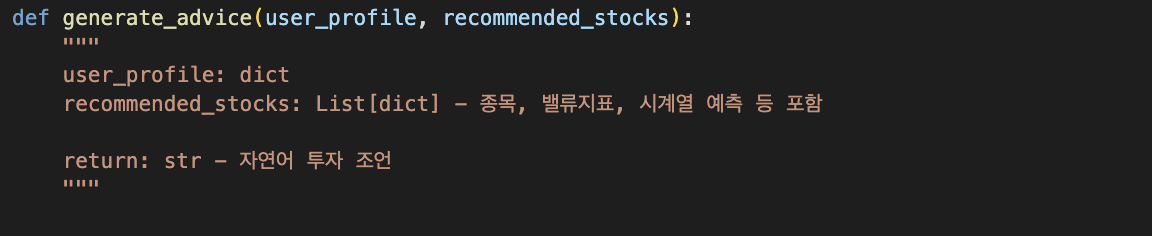 def generate_advice(user_profile, recommended_stocks):
    """
    user_profile: dict
    recommended_stocks: List[dict] – 종목, 밸류지표, 시계열 예측 등 포함

    return: str – 자연어 투자 조언
    """